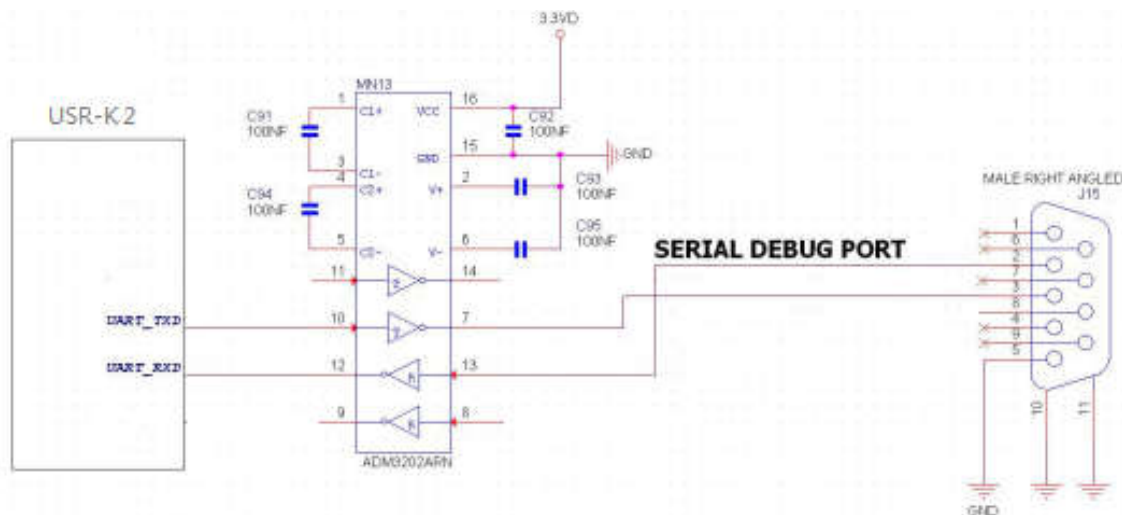 3.3VD
USR-K2
MN13
1 C1+ VCC 16
C91
100NF
C92
100NF
15
GND
GND
3 C1-
4 C2+
2
V+
C93
100NF
C94
100NF
C95
100NF
5 C2-
6
V-
SERIAL DEBUG PORT
MALE RIGHT ANGLED
J15
1
6
2
7
3
8
4
9
5
11
14
UART_TXD
10
7
UART_RXD
12
13
9
8
ADM3202ARN
10
11
GND